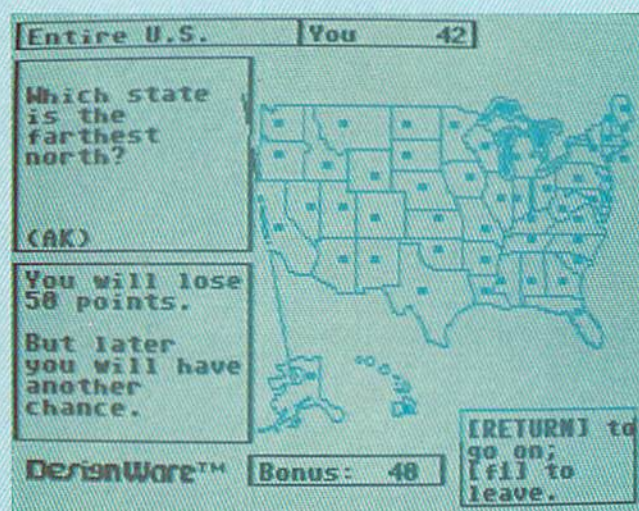 Entire U.S.
You 42
Which state
is the
farthest
north?
(AK)
You will lose
50 points.
But later
you will have
another
chance.
DesignWare™
Bonus: 40
[RETURN] to
go on;
[f1] to
leave.